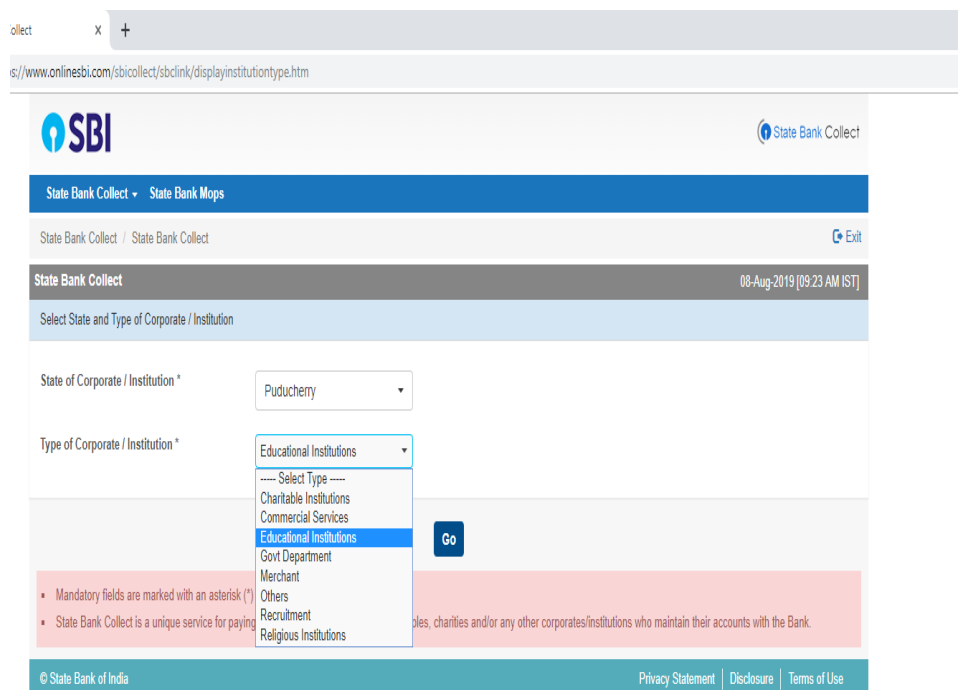 ollect x +
os://www.onlinesbi.com/sbicollect/sbclink/displayinstitutiontype.htm
SBI
State Bank Collect
State Bank Collect State Bank Mops
State Bank Collect / State Bank Collect
Exit
State Bank Collect
08-Aug-2019 [09:23 AM IST]
Select State and Type of Corporate / Institution
State of Corporate / Institution *
Puducherry
Type of Corporate / Institution *
Educational Institutions
----- Select Type -----
Charitable Institutions
Commercial Services
Educational Institutions
Govt Department
Merchant
Others
Recruitment
Religious Institutions
Go
Mandatory fields are marked with an asterisk (*)
State Bank Collect is a unique service for paying ples, charities and/or any other corporates/institutions who maintain their accounts with the Bank.
© State Bank of India
Privacy Statement | Disclosure | Terms of Use